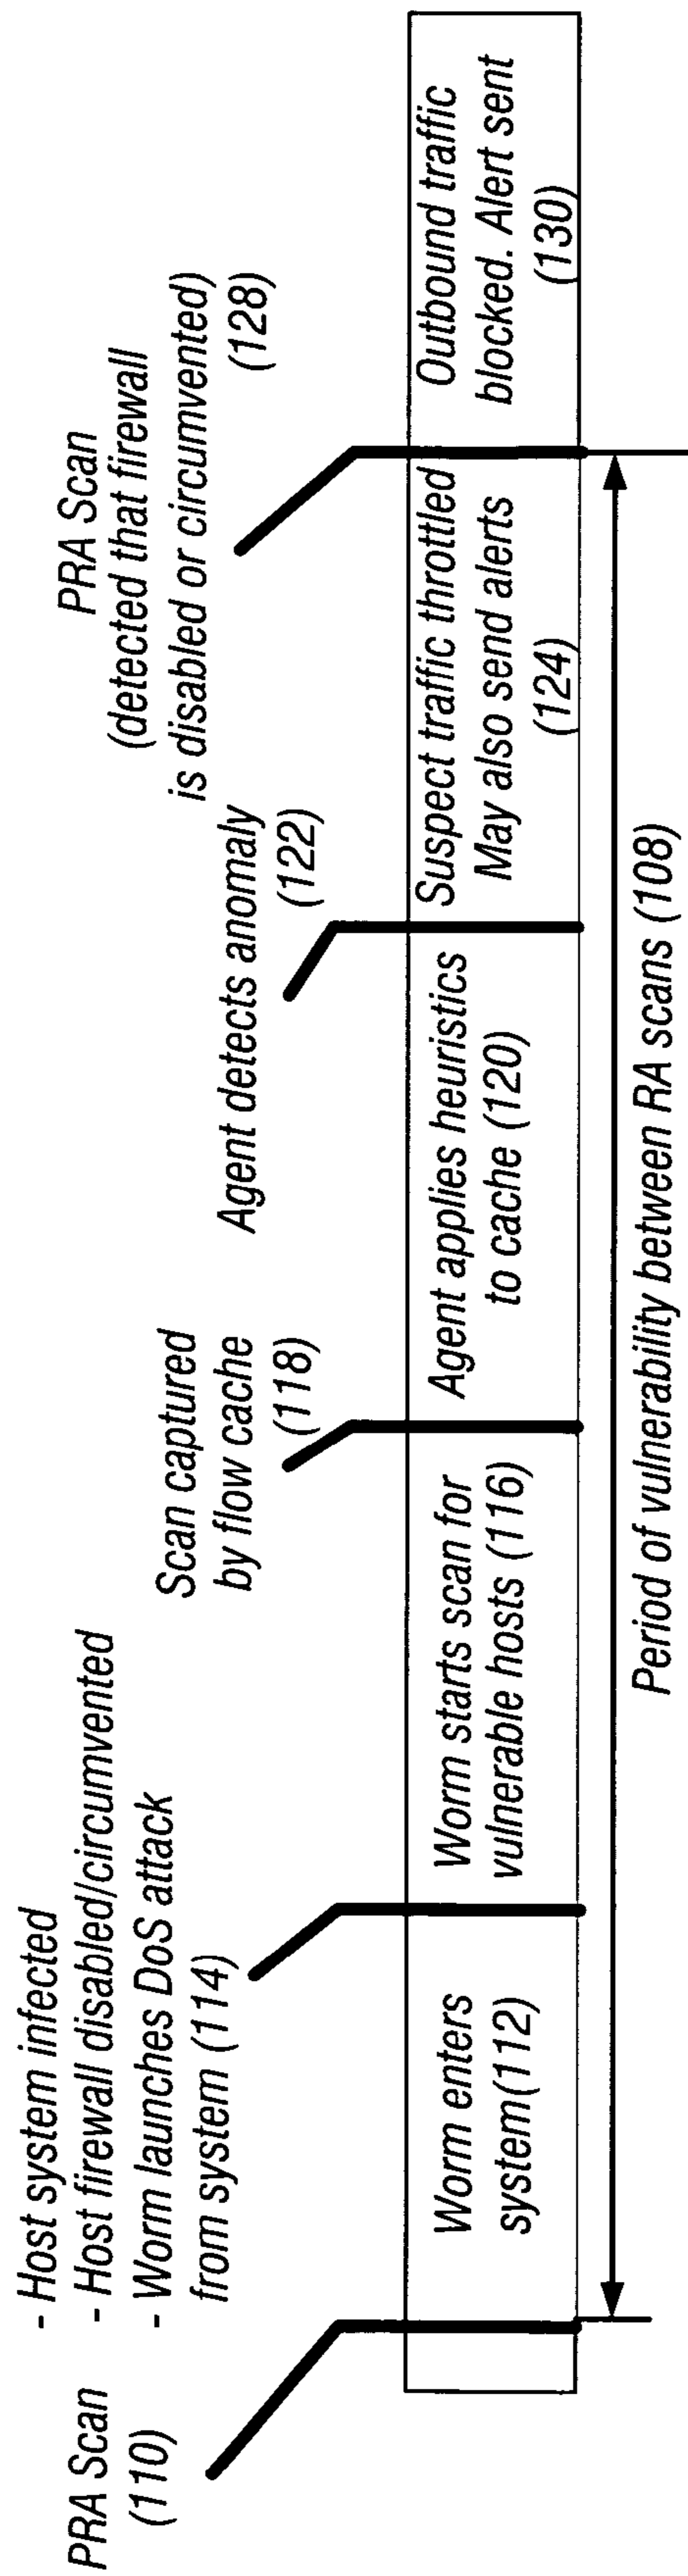 PRA Scan
(110)
- Host system infected
- Host firewall disabled/circumvented
- Worm launches DoS attack
from system (114)
Scan captured
by flow cache
(118)
Agent detects anomaly
(122)
PRA Scan
(detected that firewall
is disabled or circumvented)
(128)
Worm enters
system(112)
Worm starts scan for
vulnerable hosts (116)
Agent applies heuristics
to cache (120)
Suspect traffic throttled
May also send alerts
(124)
Outbound traffic
blocked. Alert sent
(130)
Period of vulnerability between RA scans (108)